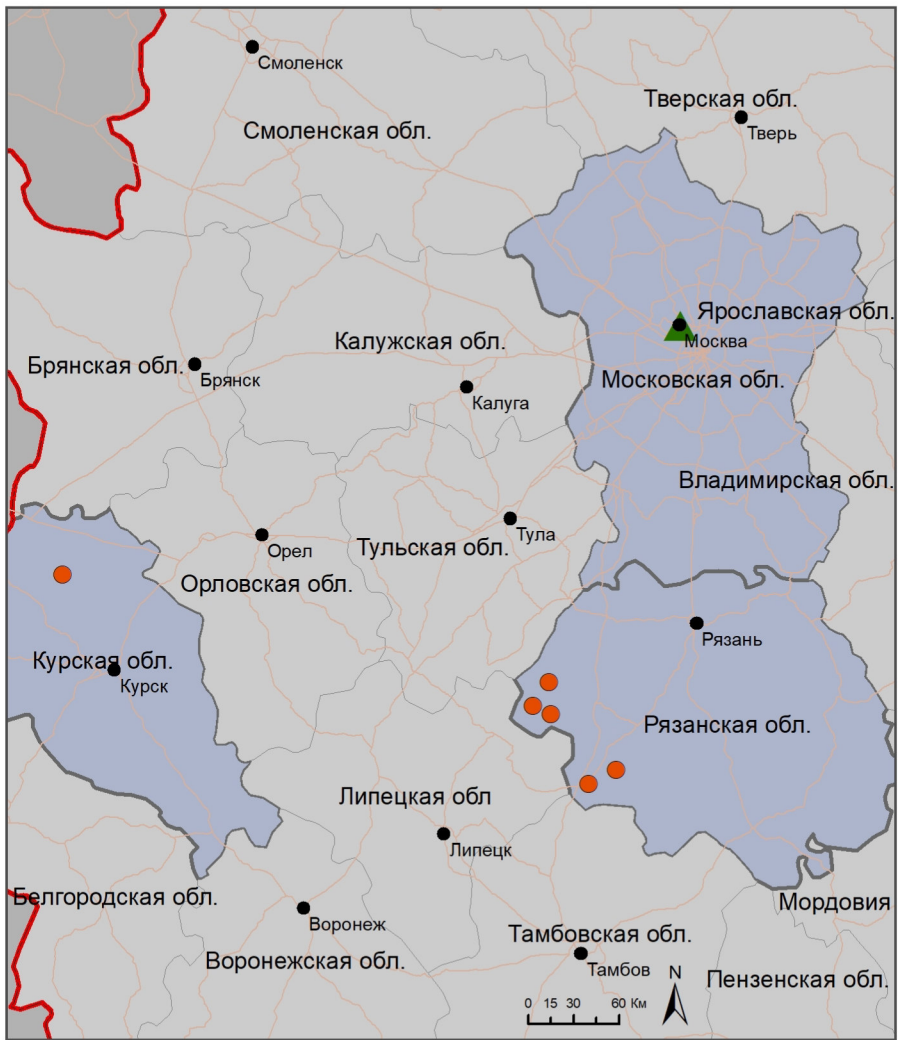 Смоленск
Тверская обл.
Смоленская обл.
Тверь
Ярославская обл.
Калужская обл.
Москва
Брянская обл.
Брянск
Московская обл.
Калуга
Владимирская обл.
Тула
Орел
Тульская обл.
Орловская обл.
Рязань
Курская обл.
Курск
Рязанская обл.
Липецкая обл
Липецк
Белгородская обл.
Мордовия
Воронеж
Тамбовская обл.
Воронежская обл.
Тамбов
N
Пензенская обл.
0 15 30 60 Км